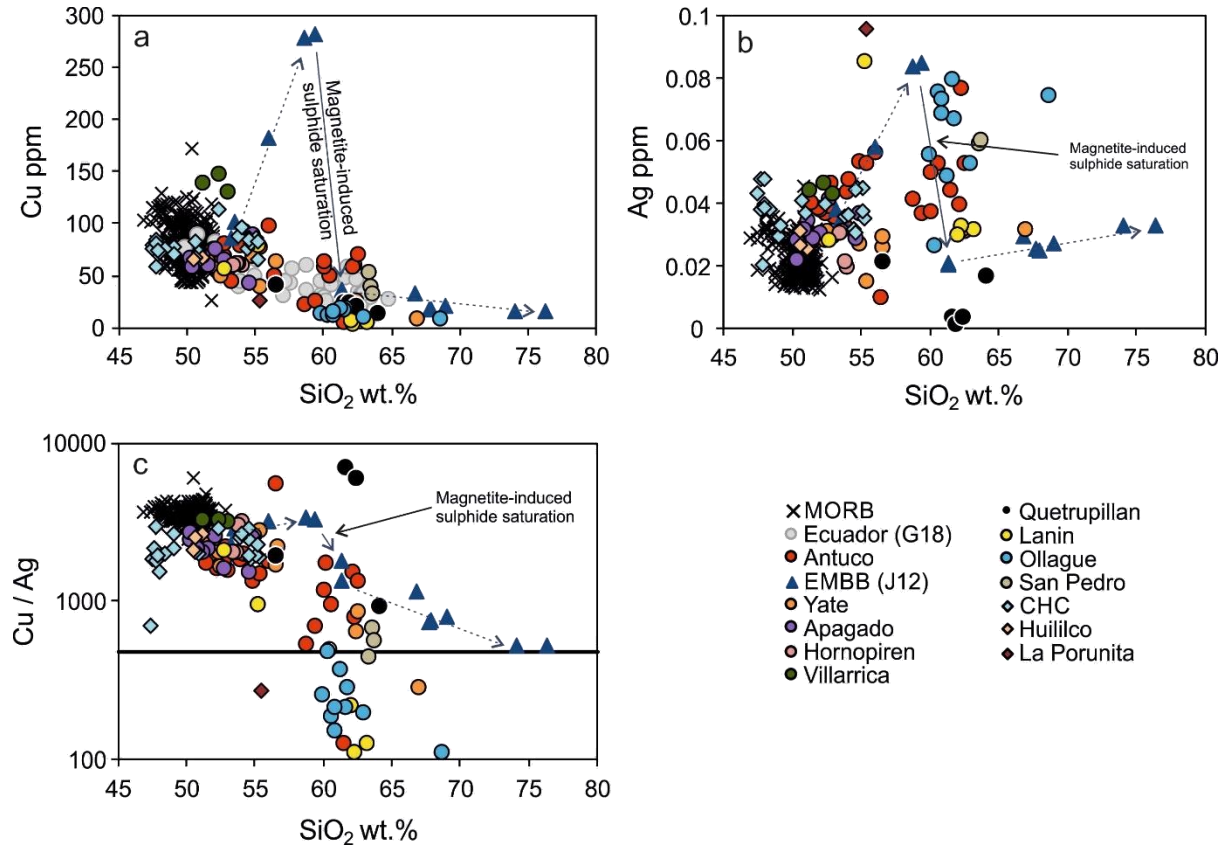 a
300
250
200
150
100
50
0
Cu ppm
Magnetite-induced
sulphide saturation
45 50 55 60 65 70 75 80
SiO2 wt.%
b
0.1
0.08
0.06
0.04
0.02
0
Ag ppm
Magnetite-induced
sulphide saturation
45 50 55 60 65 70 75 80
SiO2 wt.%
c
10000
1000
100
Cu / Ag
Magnetite-induced
sulphide saturation
45 50 55 60 65 70 75 80
SiO2 wt.%
MORB
Ecuador (G18)
Antuco
EMBB (J12)
Yate
Apagado
Hornopiren
Villarrica
Quetrupillan
Lanin
Ollague
San Pedro
CHC
Huililco
La Porunita